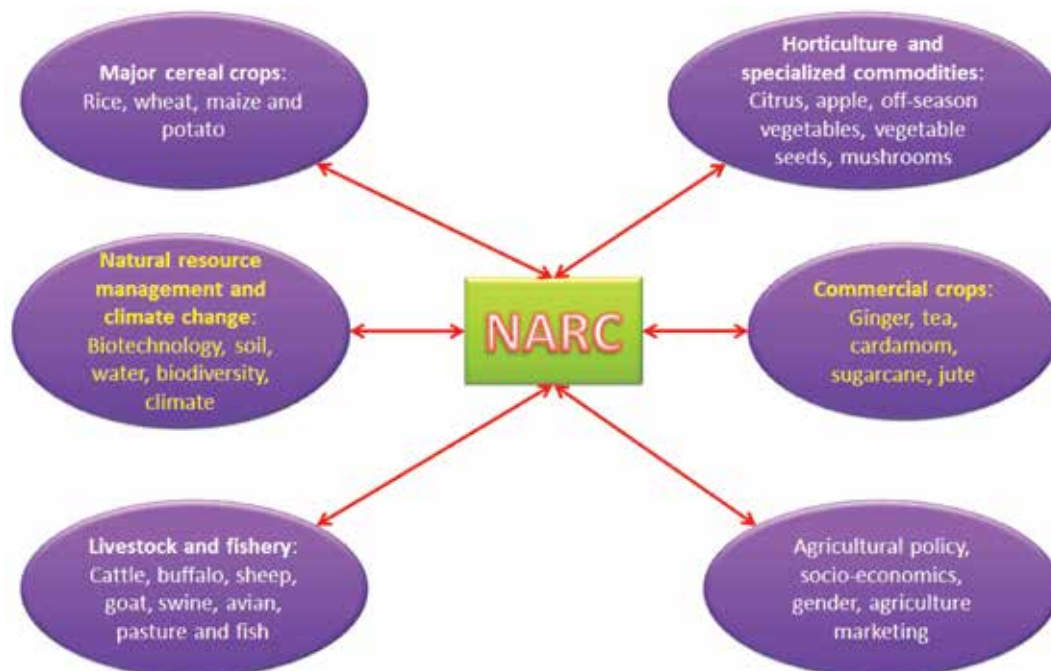 Major cereal crops:
Rice, wheat, maize and
potato
Horticulture and
specialized commodities:
Citrus, apple, off-season
vegetables, vegetable
seeds, mushrooms
Natural resource
management and
climate change:
Biotechnology, soil,
water, biodiversity,
climate
NARC
Commercial crops:
Ginger, tea,
cardamom,
sugarcane, jute
Livestock and fishery:
Cattle, buffalo, sheep,
goat, swine, avian,
pasture and fish
Agricultural policy,
socio-economics,
gender, agriculture
marketing